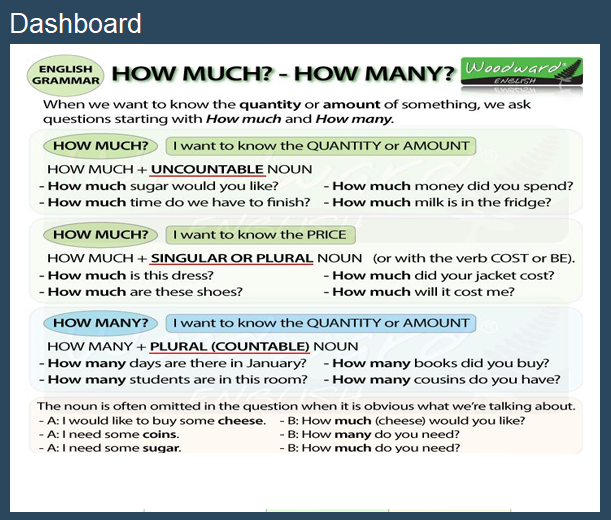 Dashboard
ENGLISH GRAMMAR
HOW MUCH? - HOW MANY?
Woodward®
ENGLISH
When we want to know the quantity or amount of something, we ask
questions starting with How much and How many.
HOW MUCH? I want to know the QUANTITY or AMOUNT
HOW MUCH + UNCOUNTABLE NOUN
- How much sugar would you like? - How much money did you spend?
- How much time do we have to finish? - How much milk is in the fridge?
HOW MUCH? I want to know the PRICE
HOW MUCH + SINGULAR OR PLURAL NOUN (or with the verb COST or BE).
- How much is this dress? - How much did your jacket cost?
- How much are these shoes? - How much will it cost me?
HOW MANY? I want to know the QUANTITY or AMOUNT
HOW MANY + PLURAL (COUNTABLE) NOUN
- How many days are there in January? - How many books did you buy?
- How many students are in this room? - How many cousins do you have?
The noun is often omitted in the question when it is obvious what we're talking about.
- A: I would like to buy some cheese. - B: How much (cheese) would you like?
- A: I need some coins. - B: How many do you need?
- A: I need some sugar. - B: How much do you need?